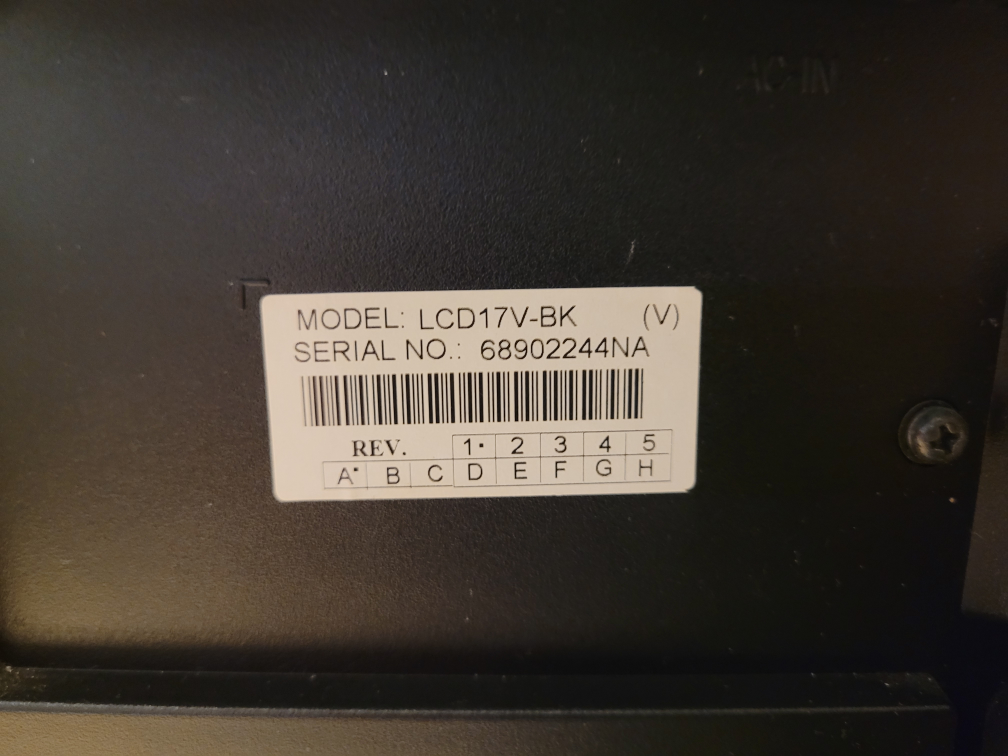 AC-IN
MODEL: LCD17V-BK (V)
SERIAL NO.: 68902244NA
REV. 1· 2 3 4 5
A· B C D E F G H